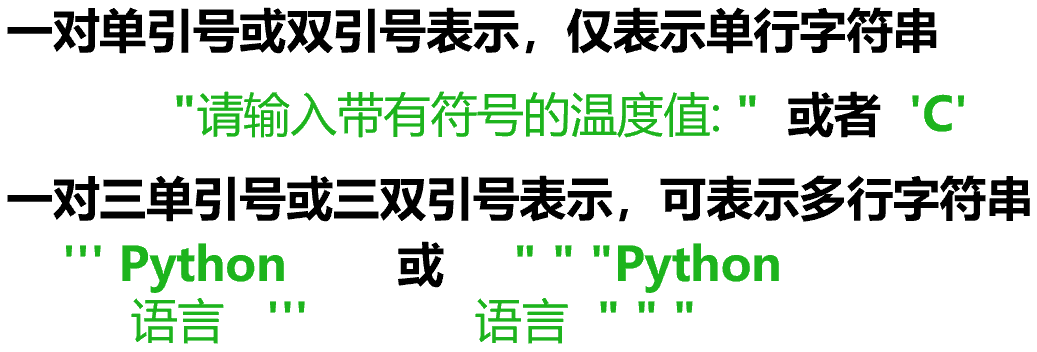 一对单引号或双引号表示，仅表示单行字符串
"请输入带有符号的温度值: " 或者 'C'
一对三单引号或三双引号表示，可表示多行字符串
''' Python 或 " " "Python
语言 ''' 语言 " " "